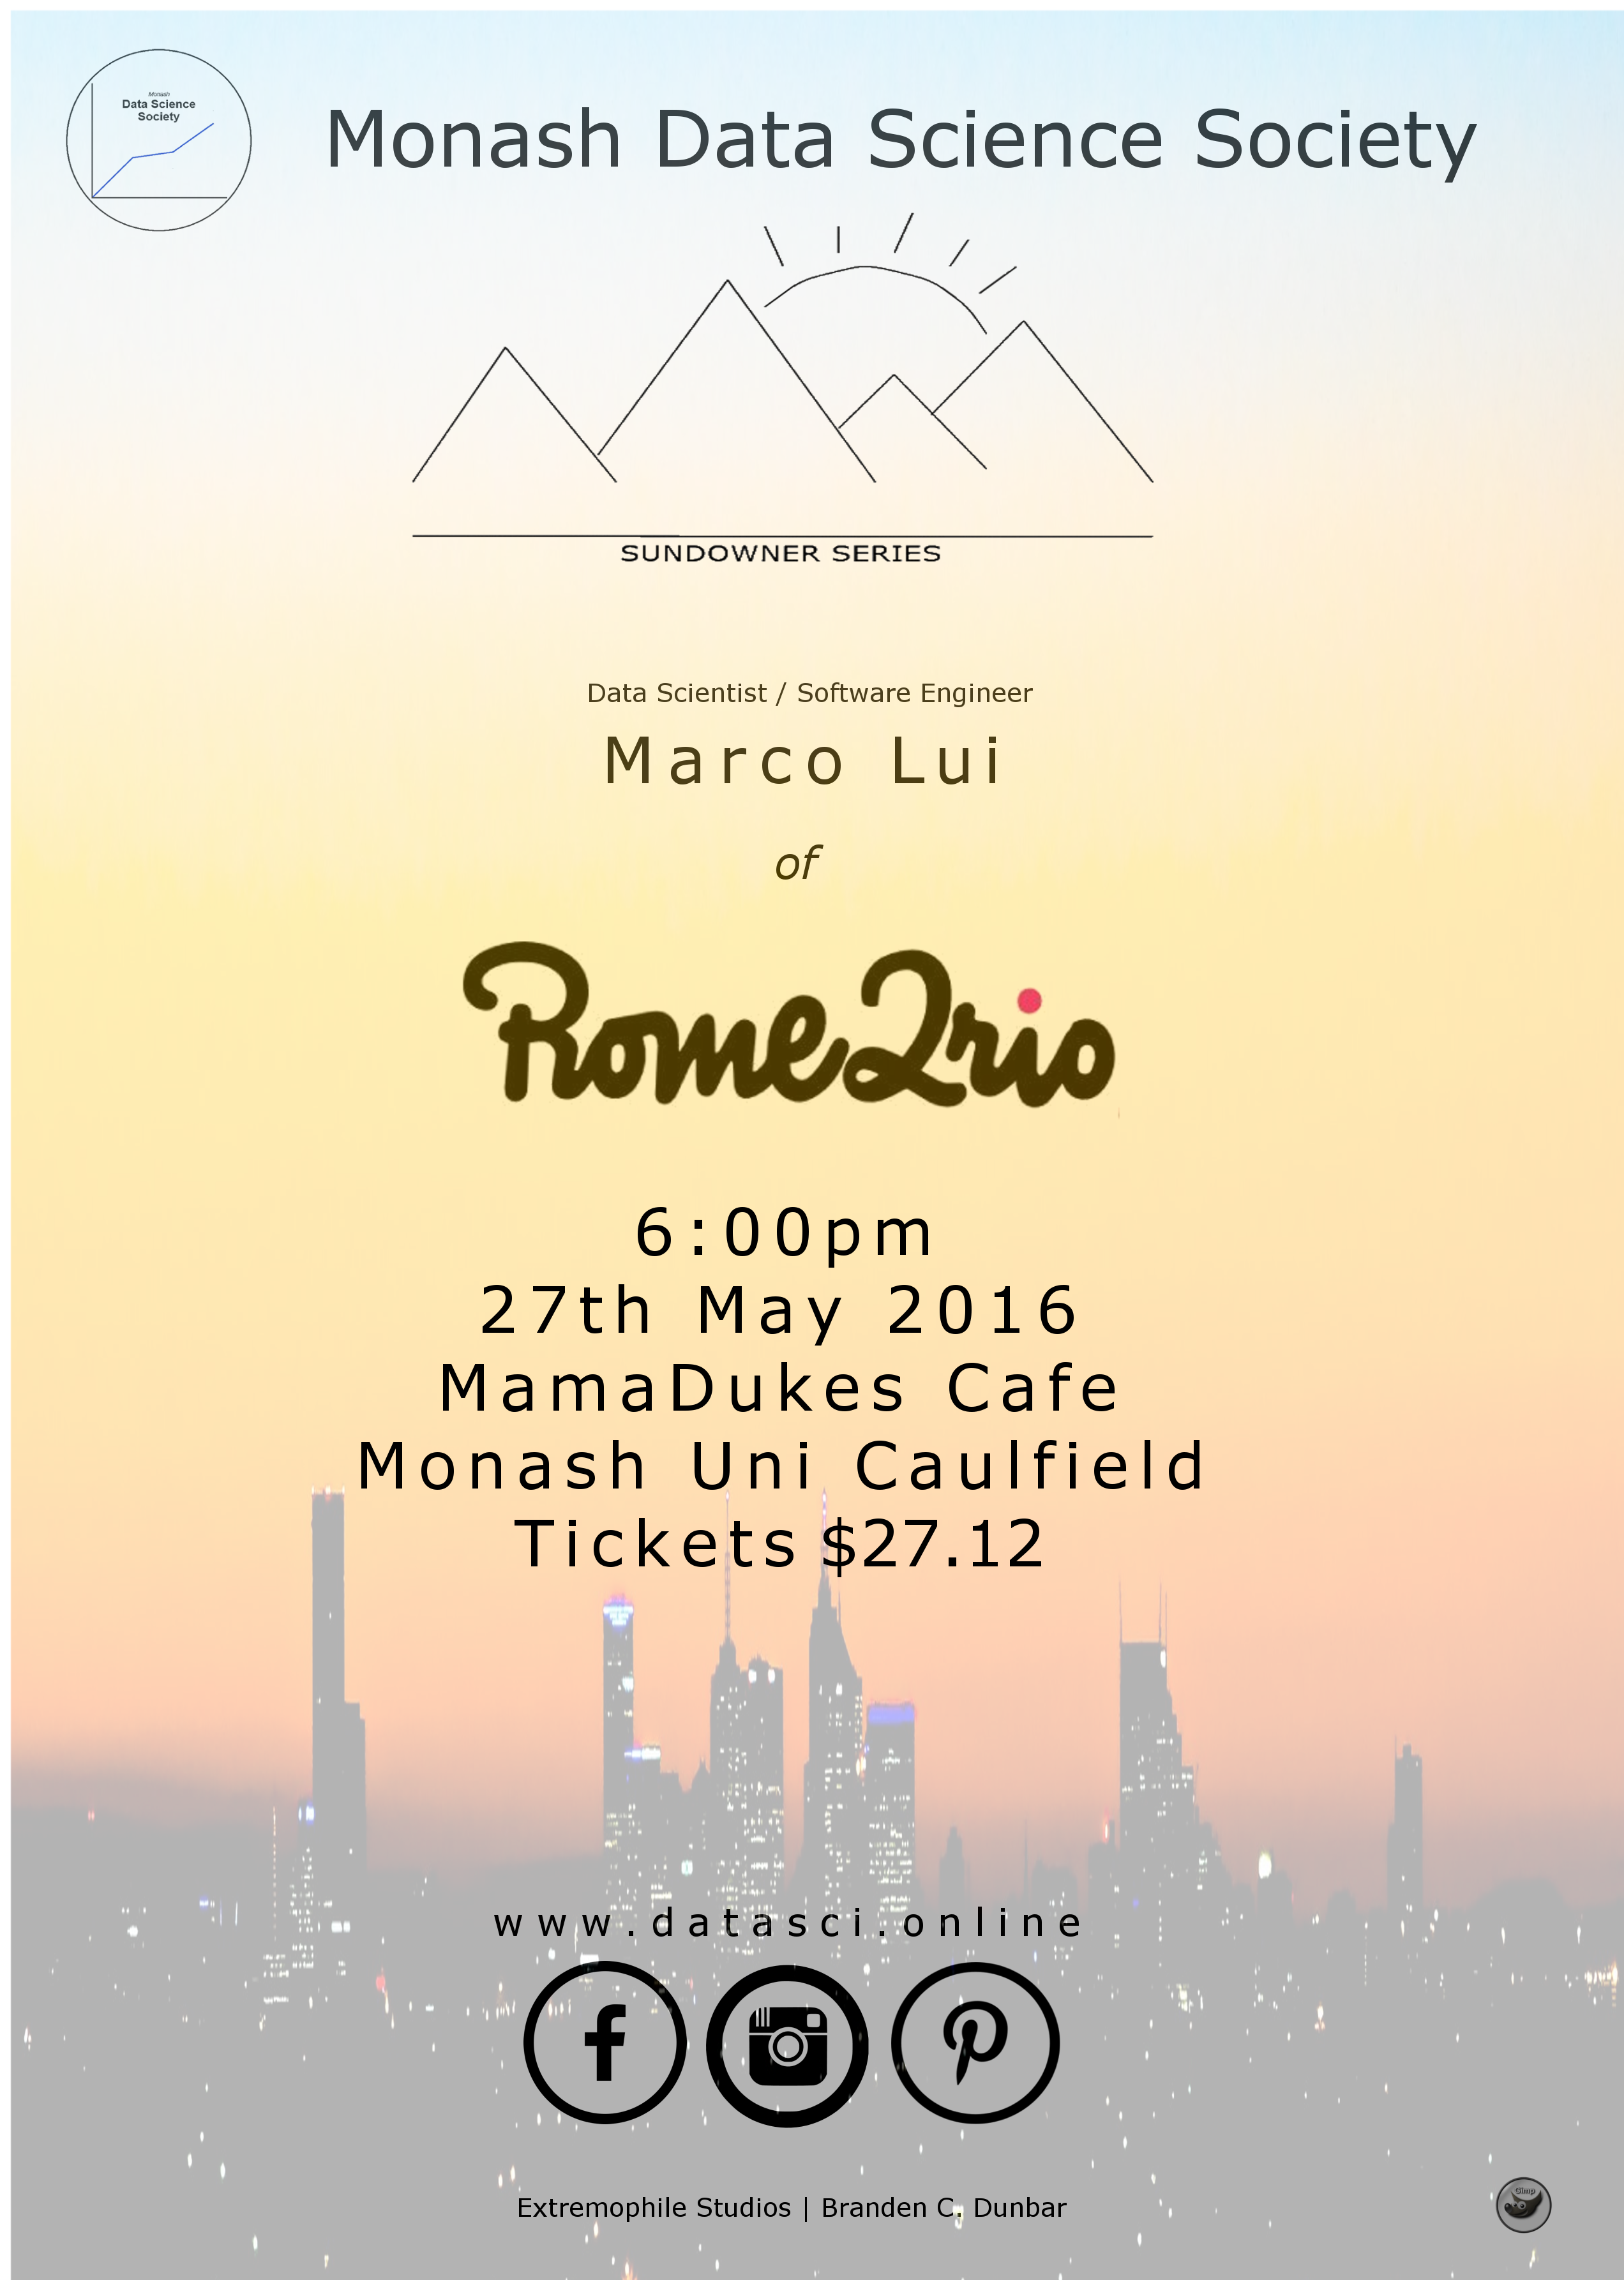 Monash
Data Science
Society
Monash Data Science Society
SUNDOWNER SERIES
Data Scientist / Software Engineer
Marco Lui
of
Rome2rio
6:00pm
27th May 2016
MamaDukes Cafe
Monash Uni Caulfield
Tickets $27.12
www.datasci.online
Extremophile Studios | Branden C. Dunbar
Gimp